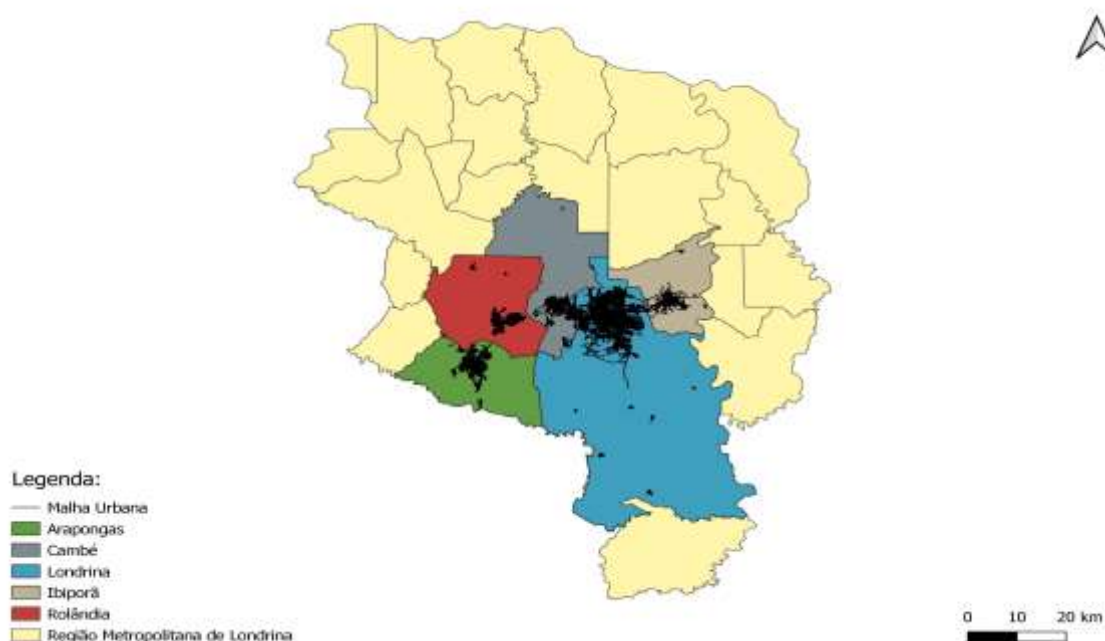 Legenda:
Malha Urbana
Arapongas
Cambé
Londrina
Ibiporã
Rolândia
Região Metropolitana de Londrina
0 10 20 km